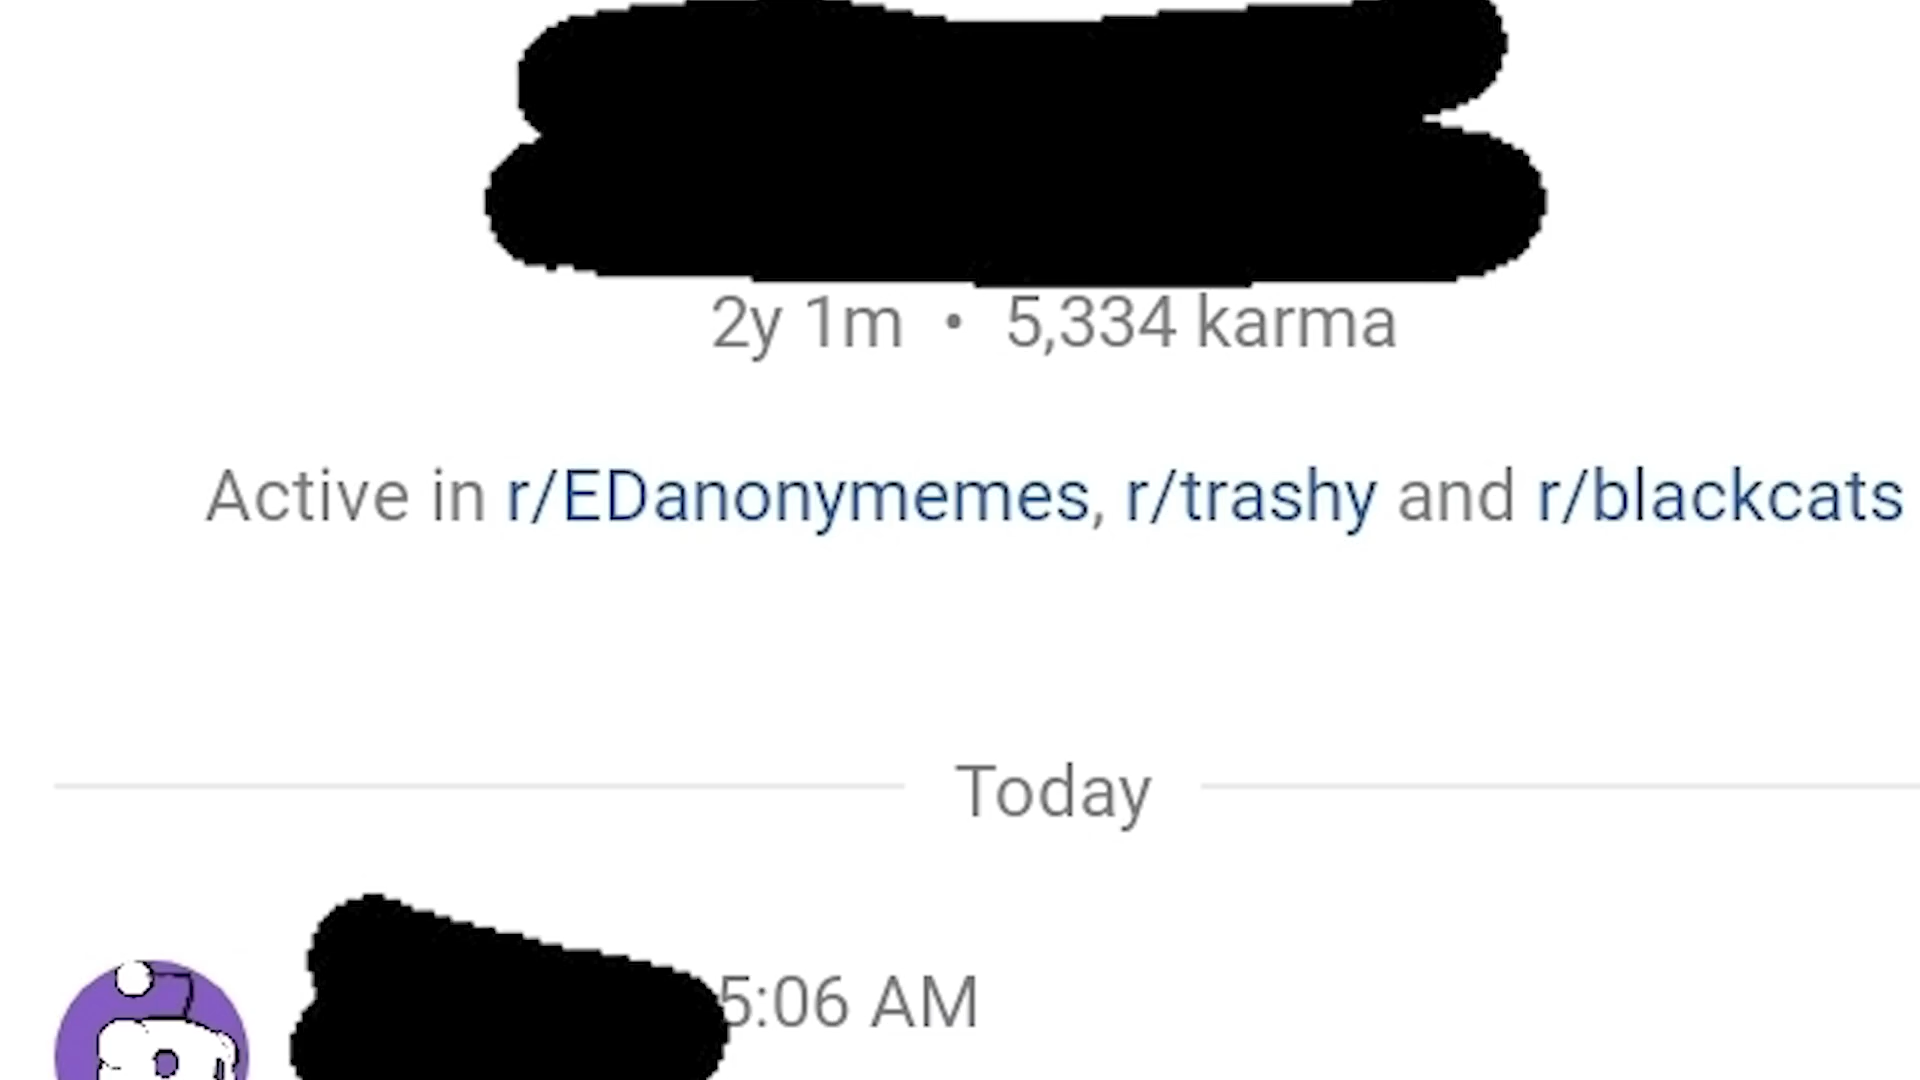 2y 1m • 5,334 karma
Active in r/EDanonymemes, r/trashy and r/blackcats
Today
5:06 AM